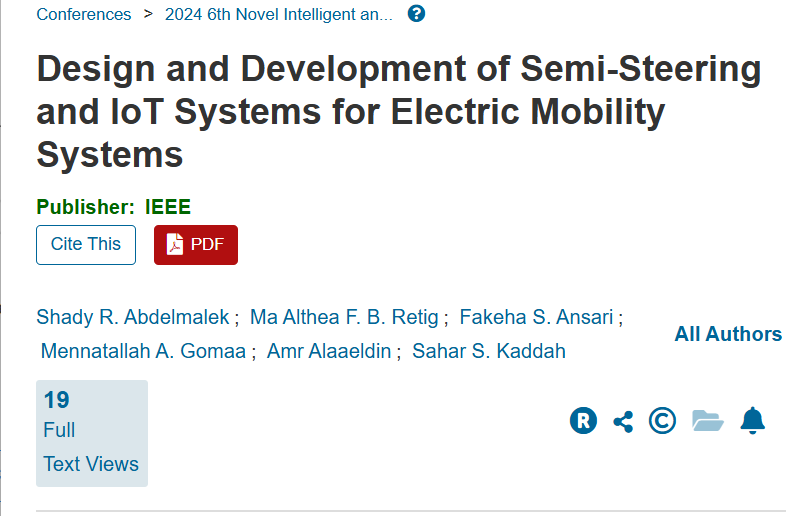 Conferences > 2024 6th Novel Intelligent an... ?
Design and Development of Semi-Steering
and IoT Systems for Electric Mobility
Systems
Publisher: IEEE
Cite This PDF
Shady R. Abdelmalek ; Ma Althea F. B. Retig ; Fakeha S. Ansari ;
Mennatallah A. Gomaa ; Amr Alaaeldin ; Sahar S. Kaddah
All Authors
19
Full
Text Views
R ©